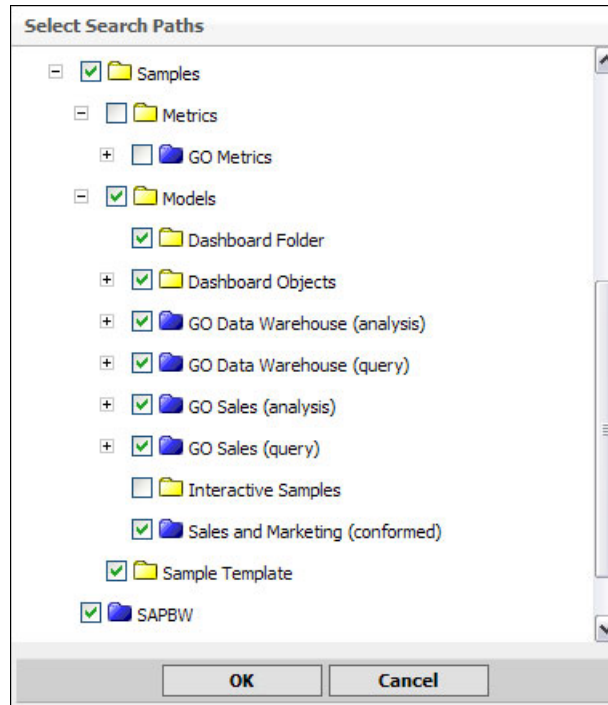 Select Search Paths
Samples
Metrics
GO Metrics
Models
Dashboard Folder
Dashboard Objects
GO Data Warehouse (analysis)
GO Data Warehouse (query)
GO Sales (analysis)
GO Sales (query)
Interactive Samples
Sales and Marketing (conformed)
Sample Template
SAPBW
OK Cancel